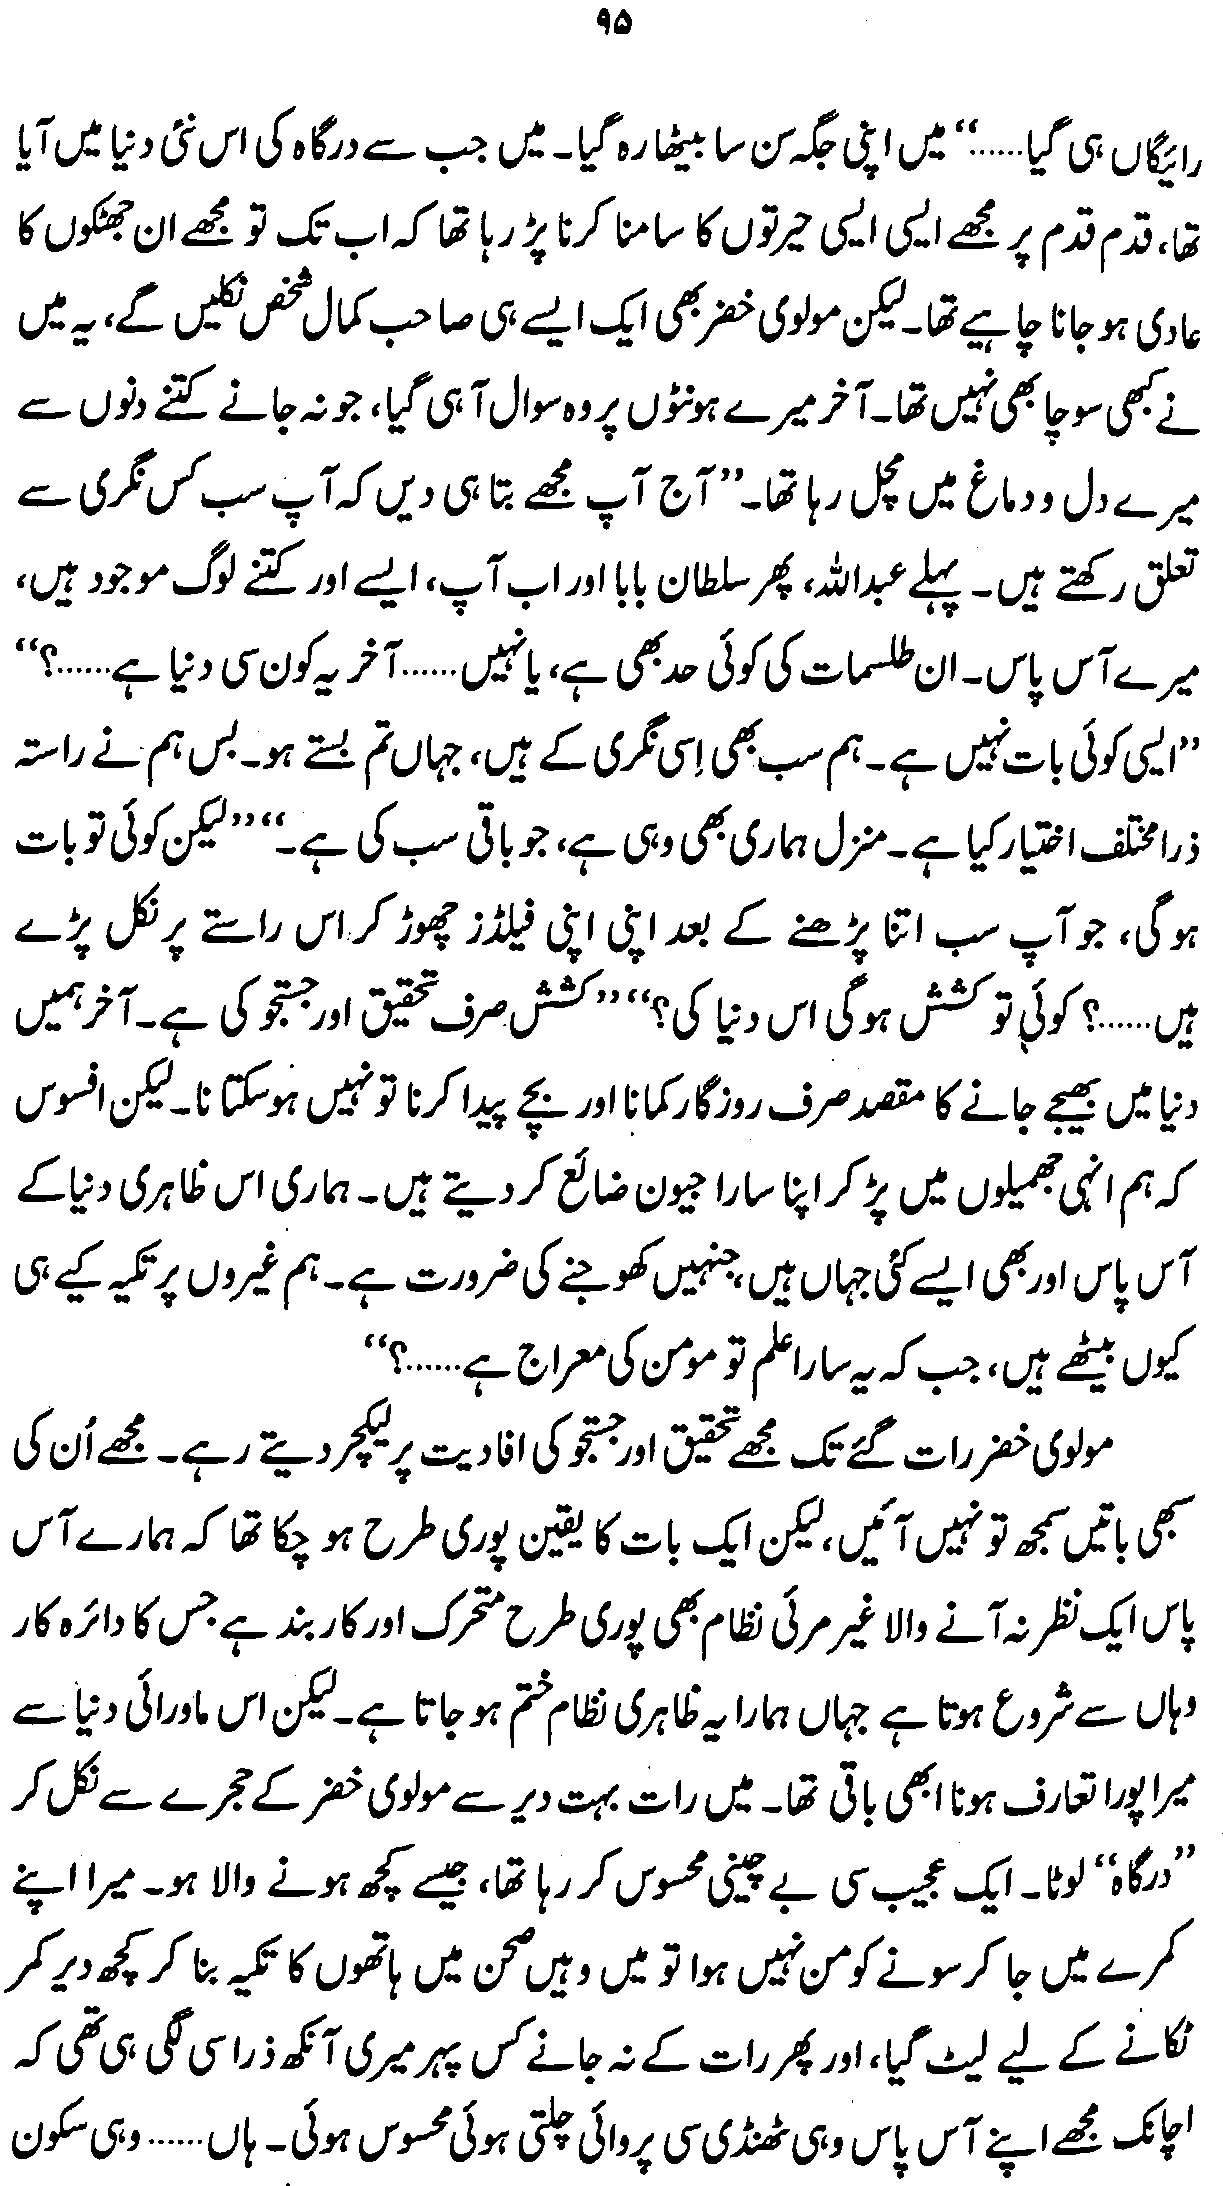 ۹۵
رائیگاں ہی گیا......“ میں اپنی جگہ سن سا بیٹھا رہ گیا۔ میں جب سے درگاہ کی اس نئی دنیا میں آیا
تھا، قدم قدم پر مجھے ایسی ایسی حیرتوں کا سامنا کرنا پڑ رہا تھا کہ اب تک تو مجھے ان جھٹکوں کا
عادی ہو جانا چاہیے تھا۔ لیکن مولوی خضر بھی ایک ایسے ہی صاحب کمال شخص نکلیں گے، یہ میں
نے کبھی سوچا بھی نہیں تھا۔ آخر میرے ہونٹوں پر وہ سوال آ ہی گیا، جو نہ جانے کتنے دنوں سے
میرے دل و دماغ میں مچل رہا تھا۔ ”آج آپ مجھے بتا ہی دیں کہ آپ سب کس نگری سے
تعلق رکھتے ہیں۔ پہلے عبداللہ، پھر سلطان بابا اور اب آپ، ایسے اور کتنے لوگ موجود ہیں،
میرے آس پاس۔ ان طلسمات کی کوئی حد بھی ہے، یا نہیں......آخر یہ کون سی دنیا ہے......؟“
”ایسی کوئی بات نہیں ہے۔ ہم سب بھی اِسی نگری کے ہیں، جہاں تم بستے ہو۔ بس ہم نے راستہ
ذرا مختلف اختیار کیا ہے۔ منزل ہماری بھی وہی ہے، جو باقی سب کی ہے۔“ ”لیکن کوئی تو بات
ہوگی، جو آپ سب اتنا پڑھنے کے بعد اپنی اپنی فیلڈز چھوڑ کر اس راستے پر نکل پڑے
ہیں......؟ کوئی تو کشش ہوگی اس دنیا کی؟“ ”کشش صرف تحقیق اور جستجو کی ہے۔ آخر ہمیں
دنیا میں بھیجے جانے کا مقصد صرف روزگار کمانا اور بچے پیدا کرنا تو نہیں ہوسکتا نا۔ لیکن افسوس
کہ ہم انہی جھمیلوں میں پڑ کر اپنا سارا جیون ضائع کر دیتے ہیں۔ ہماری اس ظاہری دنیا کے
آس پاس اور بھی ایسے کئی جہاں ہیں، جنہیں کھوجنے کی ضرورت ہے۔ ہم غیروں پر تکیہ کیے ہی
کیوں بیٹھے ہیں، جب کہ یہ سارا علم تو مومن کی معراج ہے......؟“
مولوی خضر رات گئے تک مجھے تحقیق اور جستجو کی افادیت پر لیکچر دیتے رہے۔ مجھے اُن کی
سبھی باتیں سمجھ تو نہیں آئیں، لیکن ایک بات کا یقین پوری طرح ہو چکا تھا کہ ہمارے آس
پاس ایک نظر نہ آنے والا غیر مرئی نظام بھی پوری طرح متحرک اور کار بند ہے جس کا دائرہ کار
وہاں سے شروع ہوتا ہے جہاں ہمارا یہ ظاہری نظام ختم ہو جاتا ہے۔ لیکن اس ماورائی دنیا سے
میرا پورا تعارف ہونا ابھی باقی تھا۔ میں رات بہت دیر سے مولوی خضر کے حجرے سے نکل کر
”درگاہ“ لوٹا۔ ایک عجیب سی بے چینی محسوس کر رہا تھا، جیسے کچھ ہونے والا ہو۔ میرا اپنے
کمرے میں جا کر سونے کو من نہیں ہوا تو میں وہیں صحن میں ہاتھوں کا تکیہ بنا کر کچھ دیر کمر
ٹکانے کے لیے لیٹ گیا، اور پھر رات کے نہ جانے کس پہر میری آنکھ ذرا سی لگی ہی تھی کہ
اچانک مجھے اپنے آس پاس وہی ٹھنڈی سی پروائی چلتی ہوئی محسوس ہوئی۔ ہاں...... وہی سکون